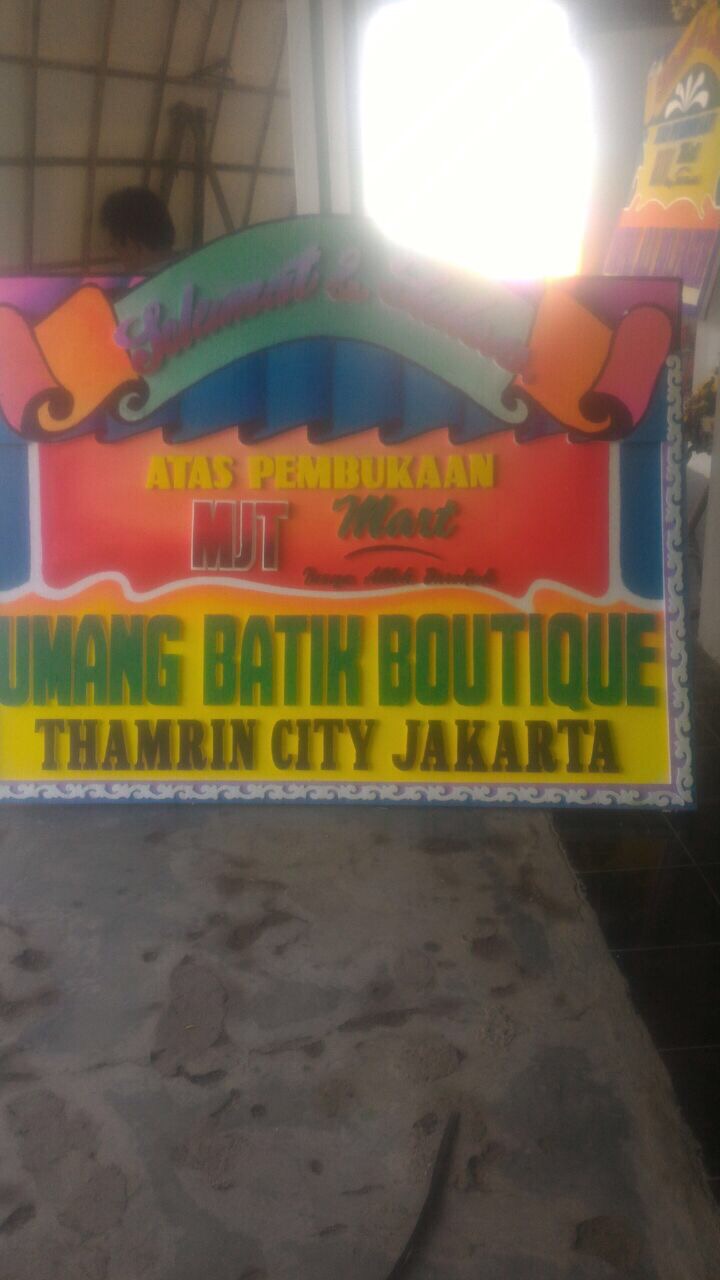 Selamat & Sukses
ATAS PEMBUKAAN
MJT Mart
UMANG BATIK BOUTIQUE
THAMRIN CITY JAKARTA